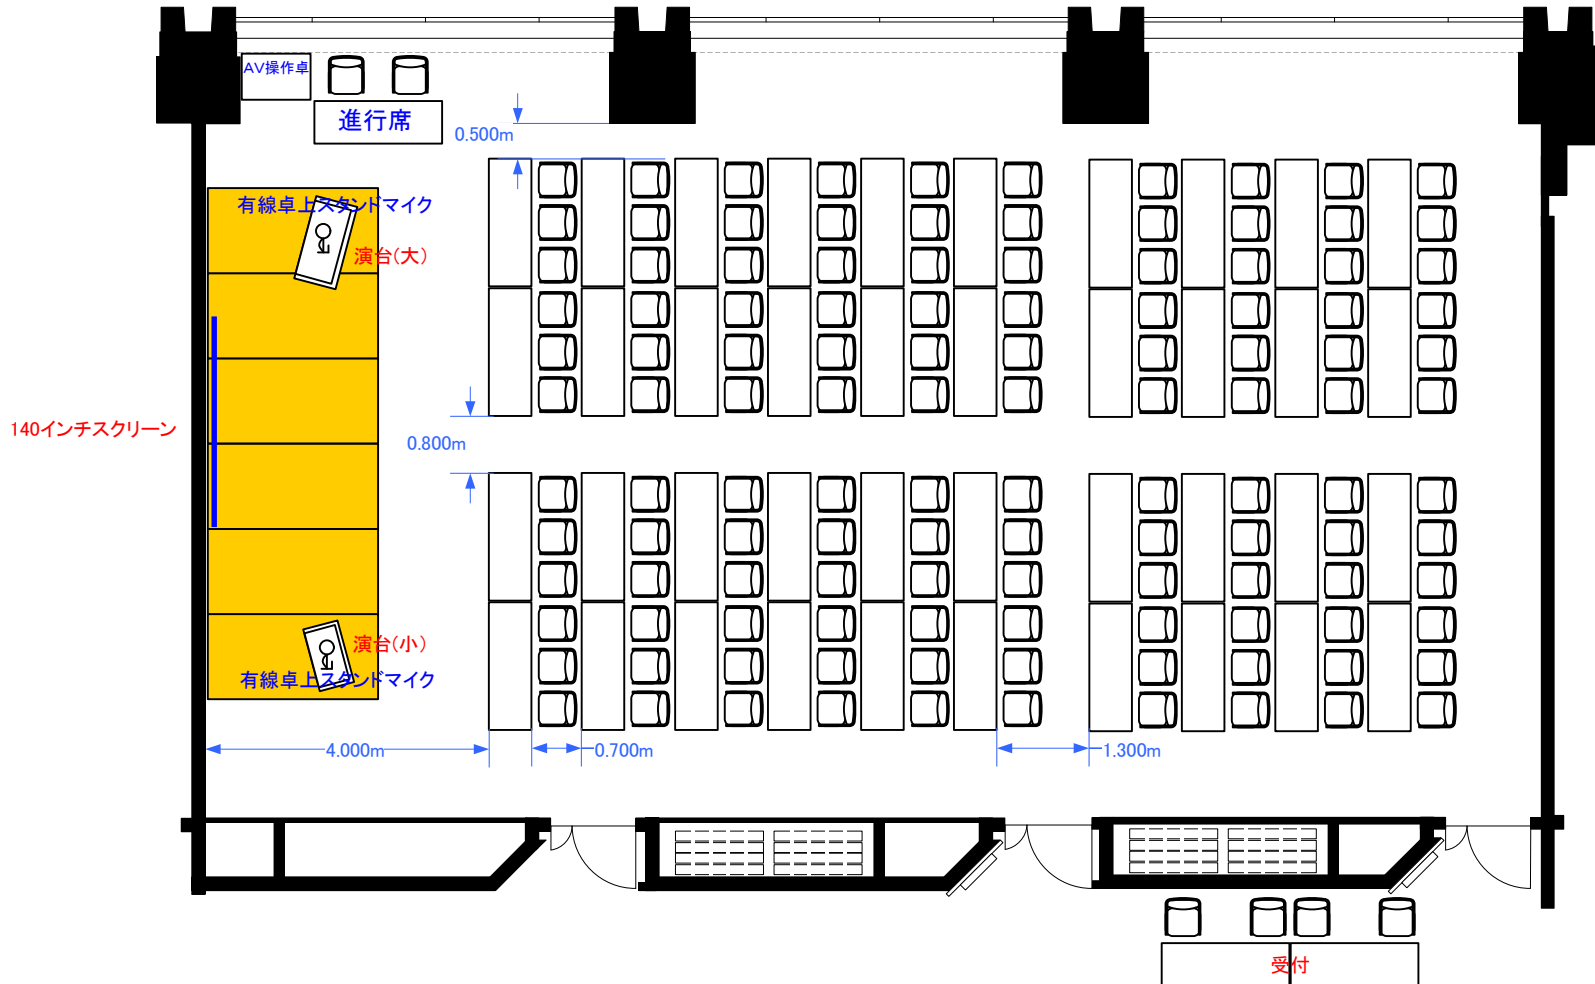 AV操作卓
進行席
0.500m
有線卓上スタンドマイク
演台(大)
140インチスクリーン
0.800m
演台(小)
有線卓上スタンドマイク
4.000m
0.700m
1.300m
受付